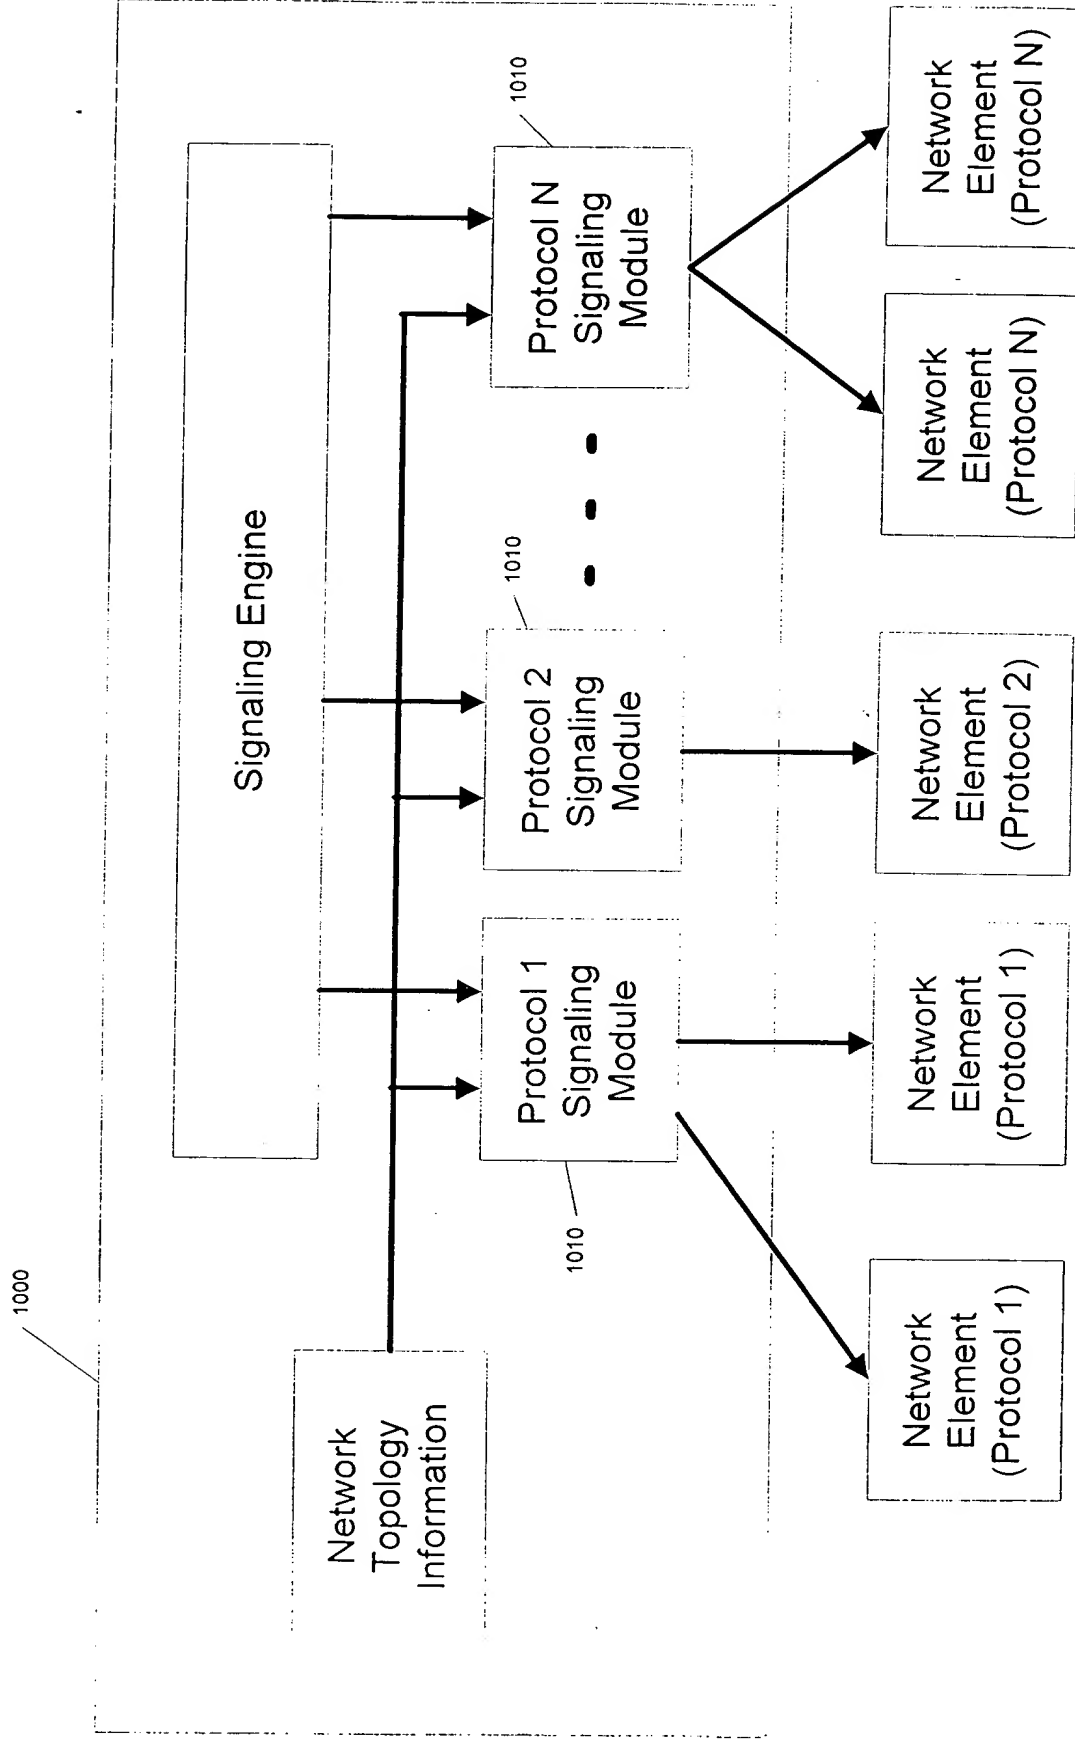 1000
Signaling Engine
Network
Topology
Information
1010
Protocol 1
Signaling
Module
1010
Protocol 2
Signaling
Module
1010
Protocol N
Signaling
Module
Network
Element
(Protocol 1)
Network
Element
(Protocol 1)
Network
Element
(Protocol 2)
Network
Element
(Protocol N)
Network
Element
(Protocol N)